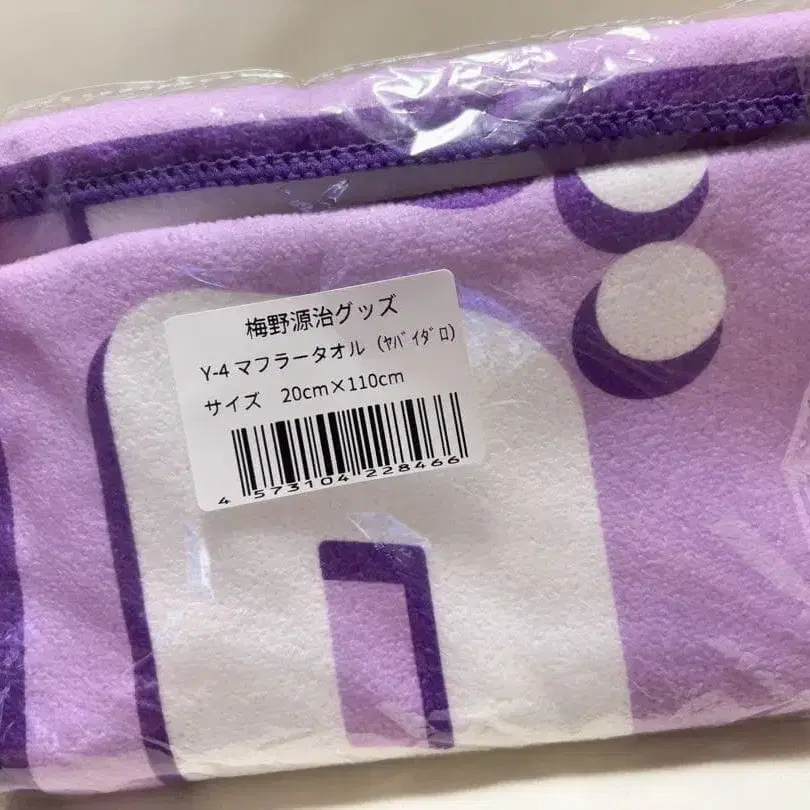 梅野源治グッズ
Y-4 マフラータオル (ﾔﾊﾞｲﾀﾞﾛ)
サイズ 20cm×110cm
4 573104 228466